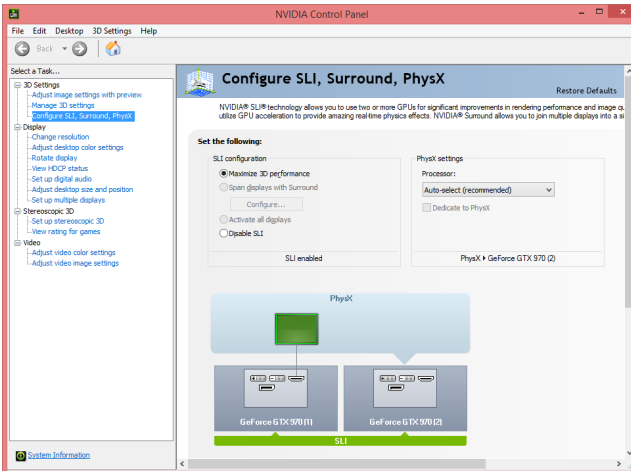 NVIDIA Control Panel
File Edit Desktop 3D Settings Help
Back
Select a Task...
3D Settings
Adjust image settings with preview
Manage 3D settings
Configure SLI, Surround, PhysX
Display
Change resolution
Adjust desktop color settings
Rotate display
View HDCP status
Set up digital audio
Adjust desktop size and position
Set up multiple displays
Stereoscopic 3D
Set up stereoscopic 3D
View rating for games
Video
Adjust video color settings
Adjust video image settings
System Information
Configure SLI, Surround, PhysX
Restore Defaults
NVIDIA® SLI® technology allows you to use two or more GPUs for significant improvements in rendering performance and image qu
utilize GPU acceleration to provide amazing real-time physics effects. NVIDIA® Surround allows you to join multiple displays into a si
Set the following:
SLI configuration
Maximize 3D performance
Span displays with Surround
Configure...
Activate all displays
Disable SLI
SLI enabled
PhysX settings
Processor:
Auto-select (recommended)
Dedicate to PhysX
PhysX GeForce GTX 970 (2)
PhysX
GeForce GTX 970 (1) GeForce GTX 970 (2)
SLI